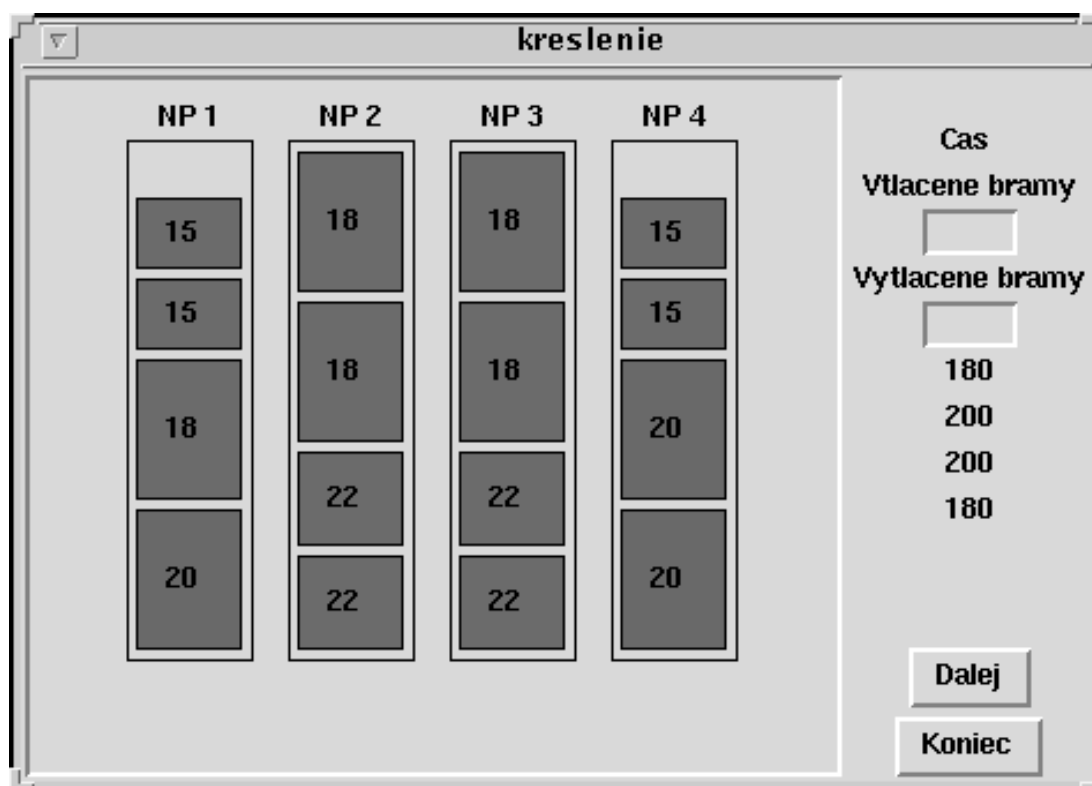 kreslenie
NP 1 NP 2 NP 3 NP 4
15 18 18 15
15 18 18 15
18 22 22 20
20 22 22 20
Cas
Vtlacene bramy
Vytlacene bramy
180
200
200
180
Dalej
Koniec